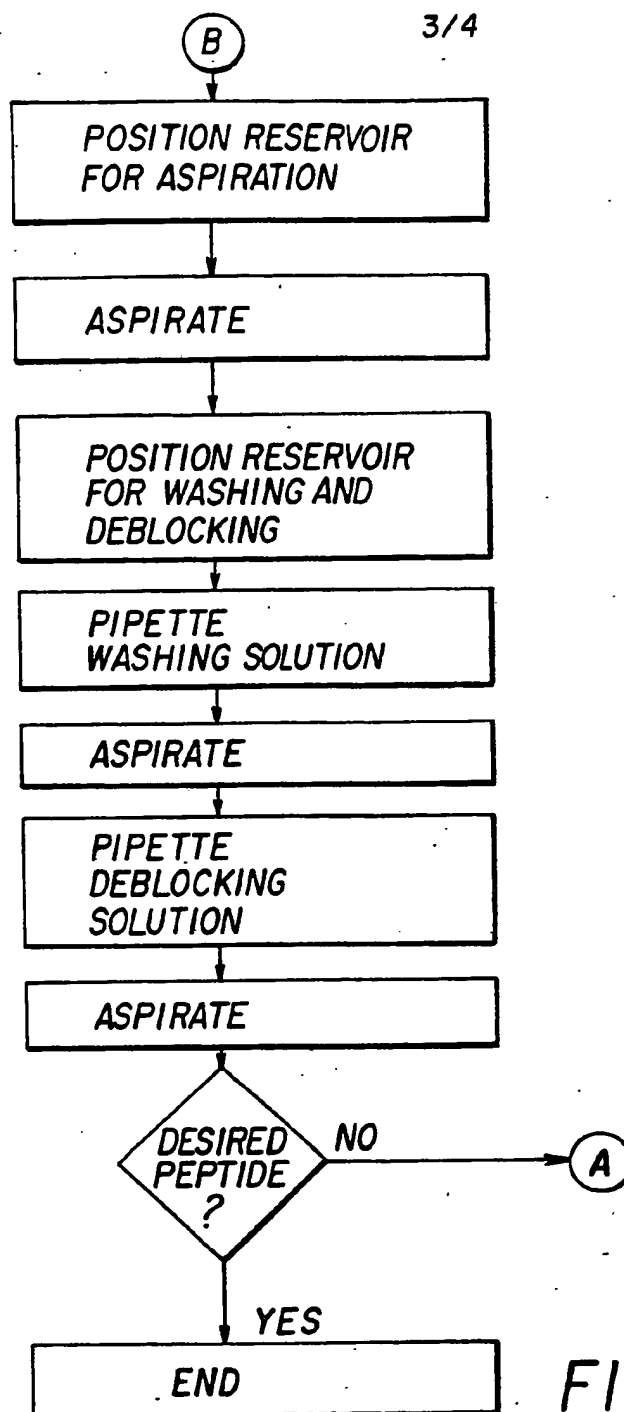 B
3/4
POSITION RESERVOIR
FOR ASPIRATION
ASPIRATE
POSITION RESERVOIR
FOR WASHING AND
DEBLOCKING
PIPETTE
WASHING SOLUTION
ASPIRATE
PIPETTE
DEBLOCKING
SOLUTION
ASPIRATE
DESIRED
PEPTIDE
?
NO
A
YES
END